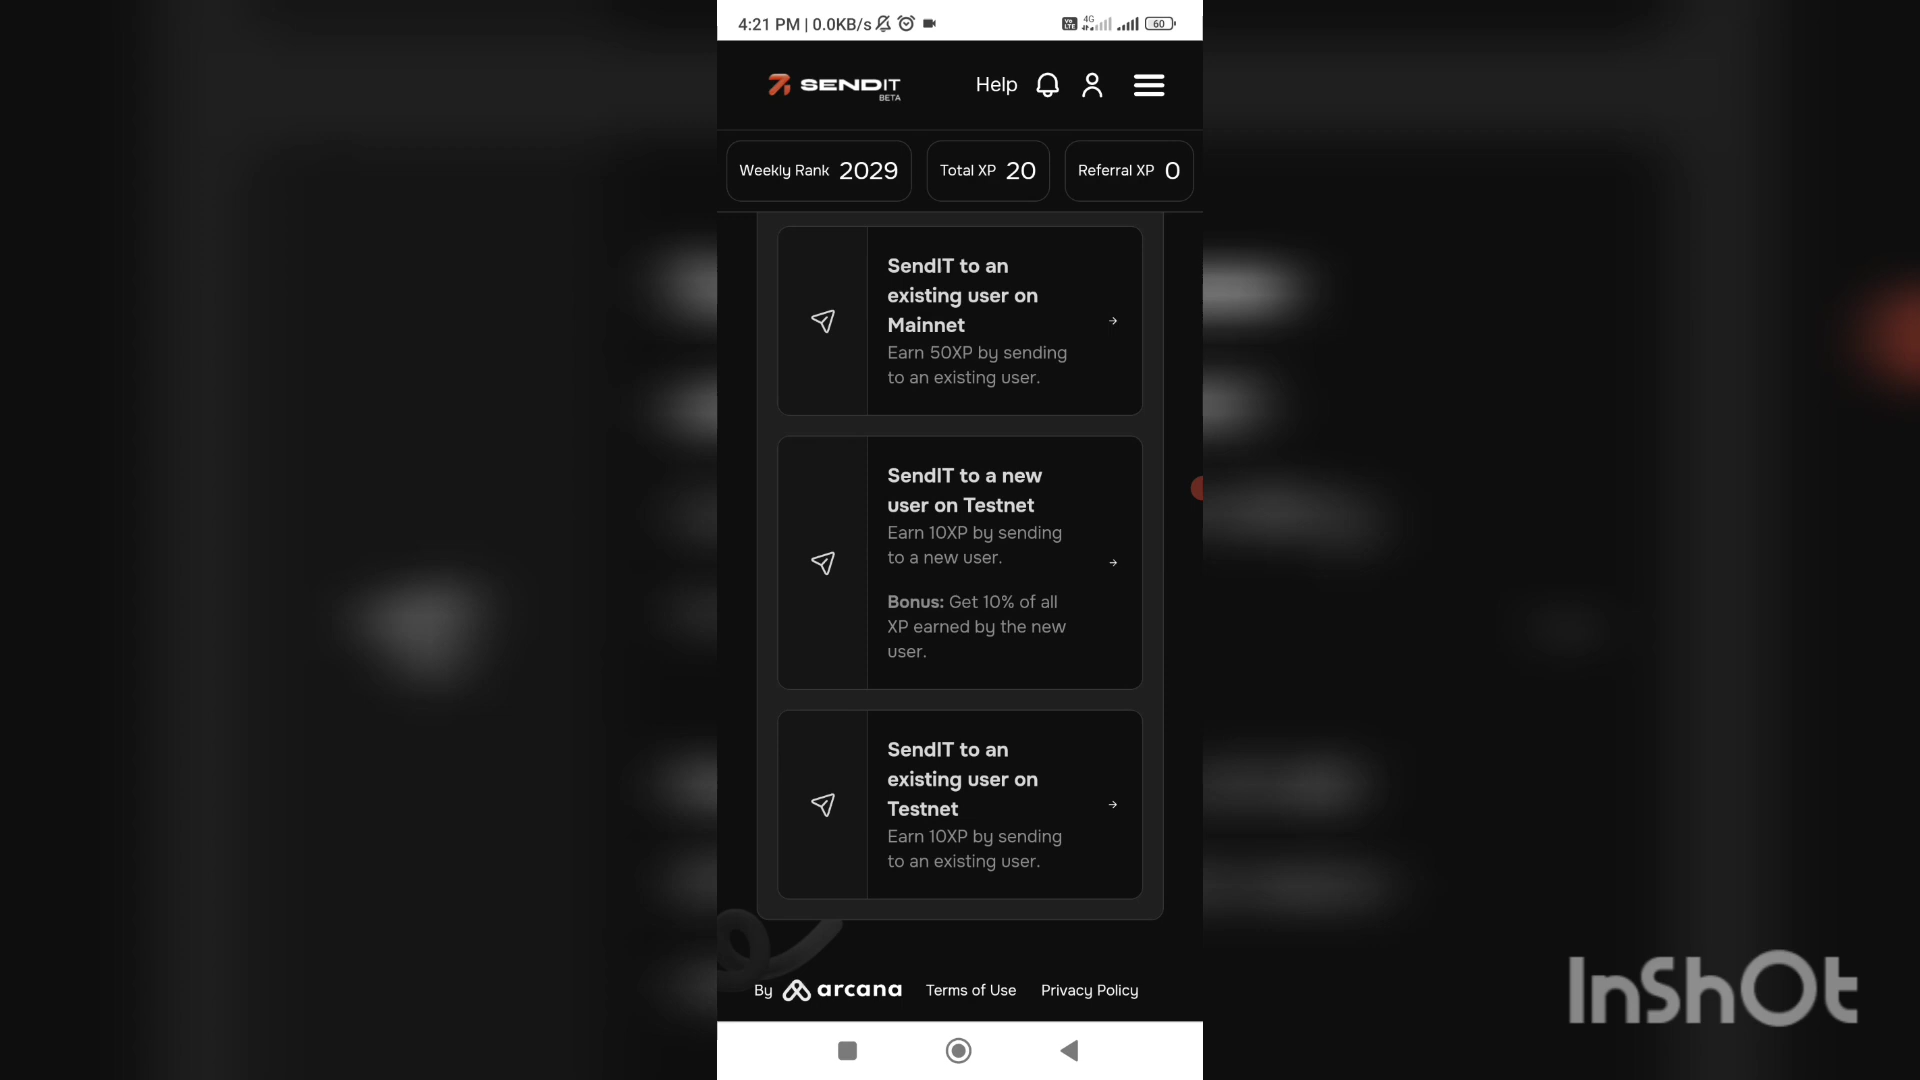 4:21 PM | 0.0KB/s
Vo LTE 4G 60
SENDIT
BETA
Help
Weekly Rank 2029 Total XP 20 Referral XP 0
SendIT to an
existing user on
Mainnet
Earn 50XP by sending
to an existing user.
SendIT to a new
user on Testnet
Earn 10XP by sending
to a new user.
Bonus: Get 10% of all
XP earned by the new
user.
SendIT to an
existing user on
Testnet
Earn 10XP by sending
to an existing user.
By arcana Terms of Use Privacy Policy
InShOt